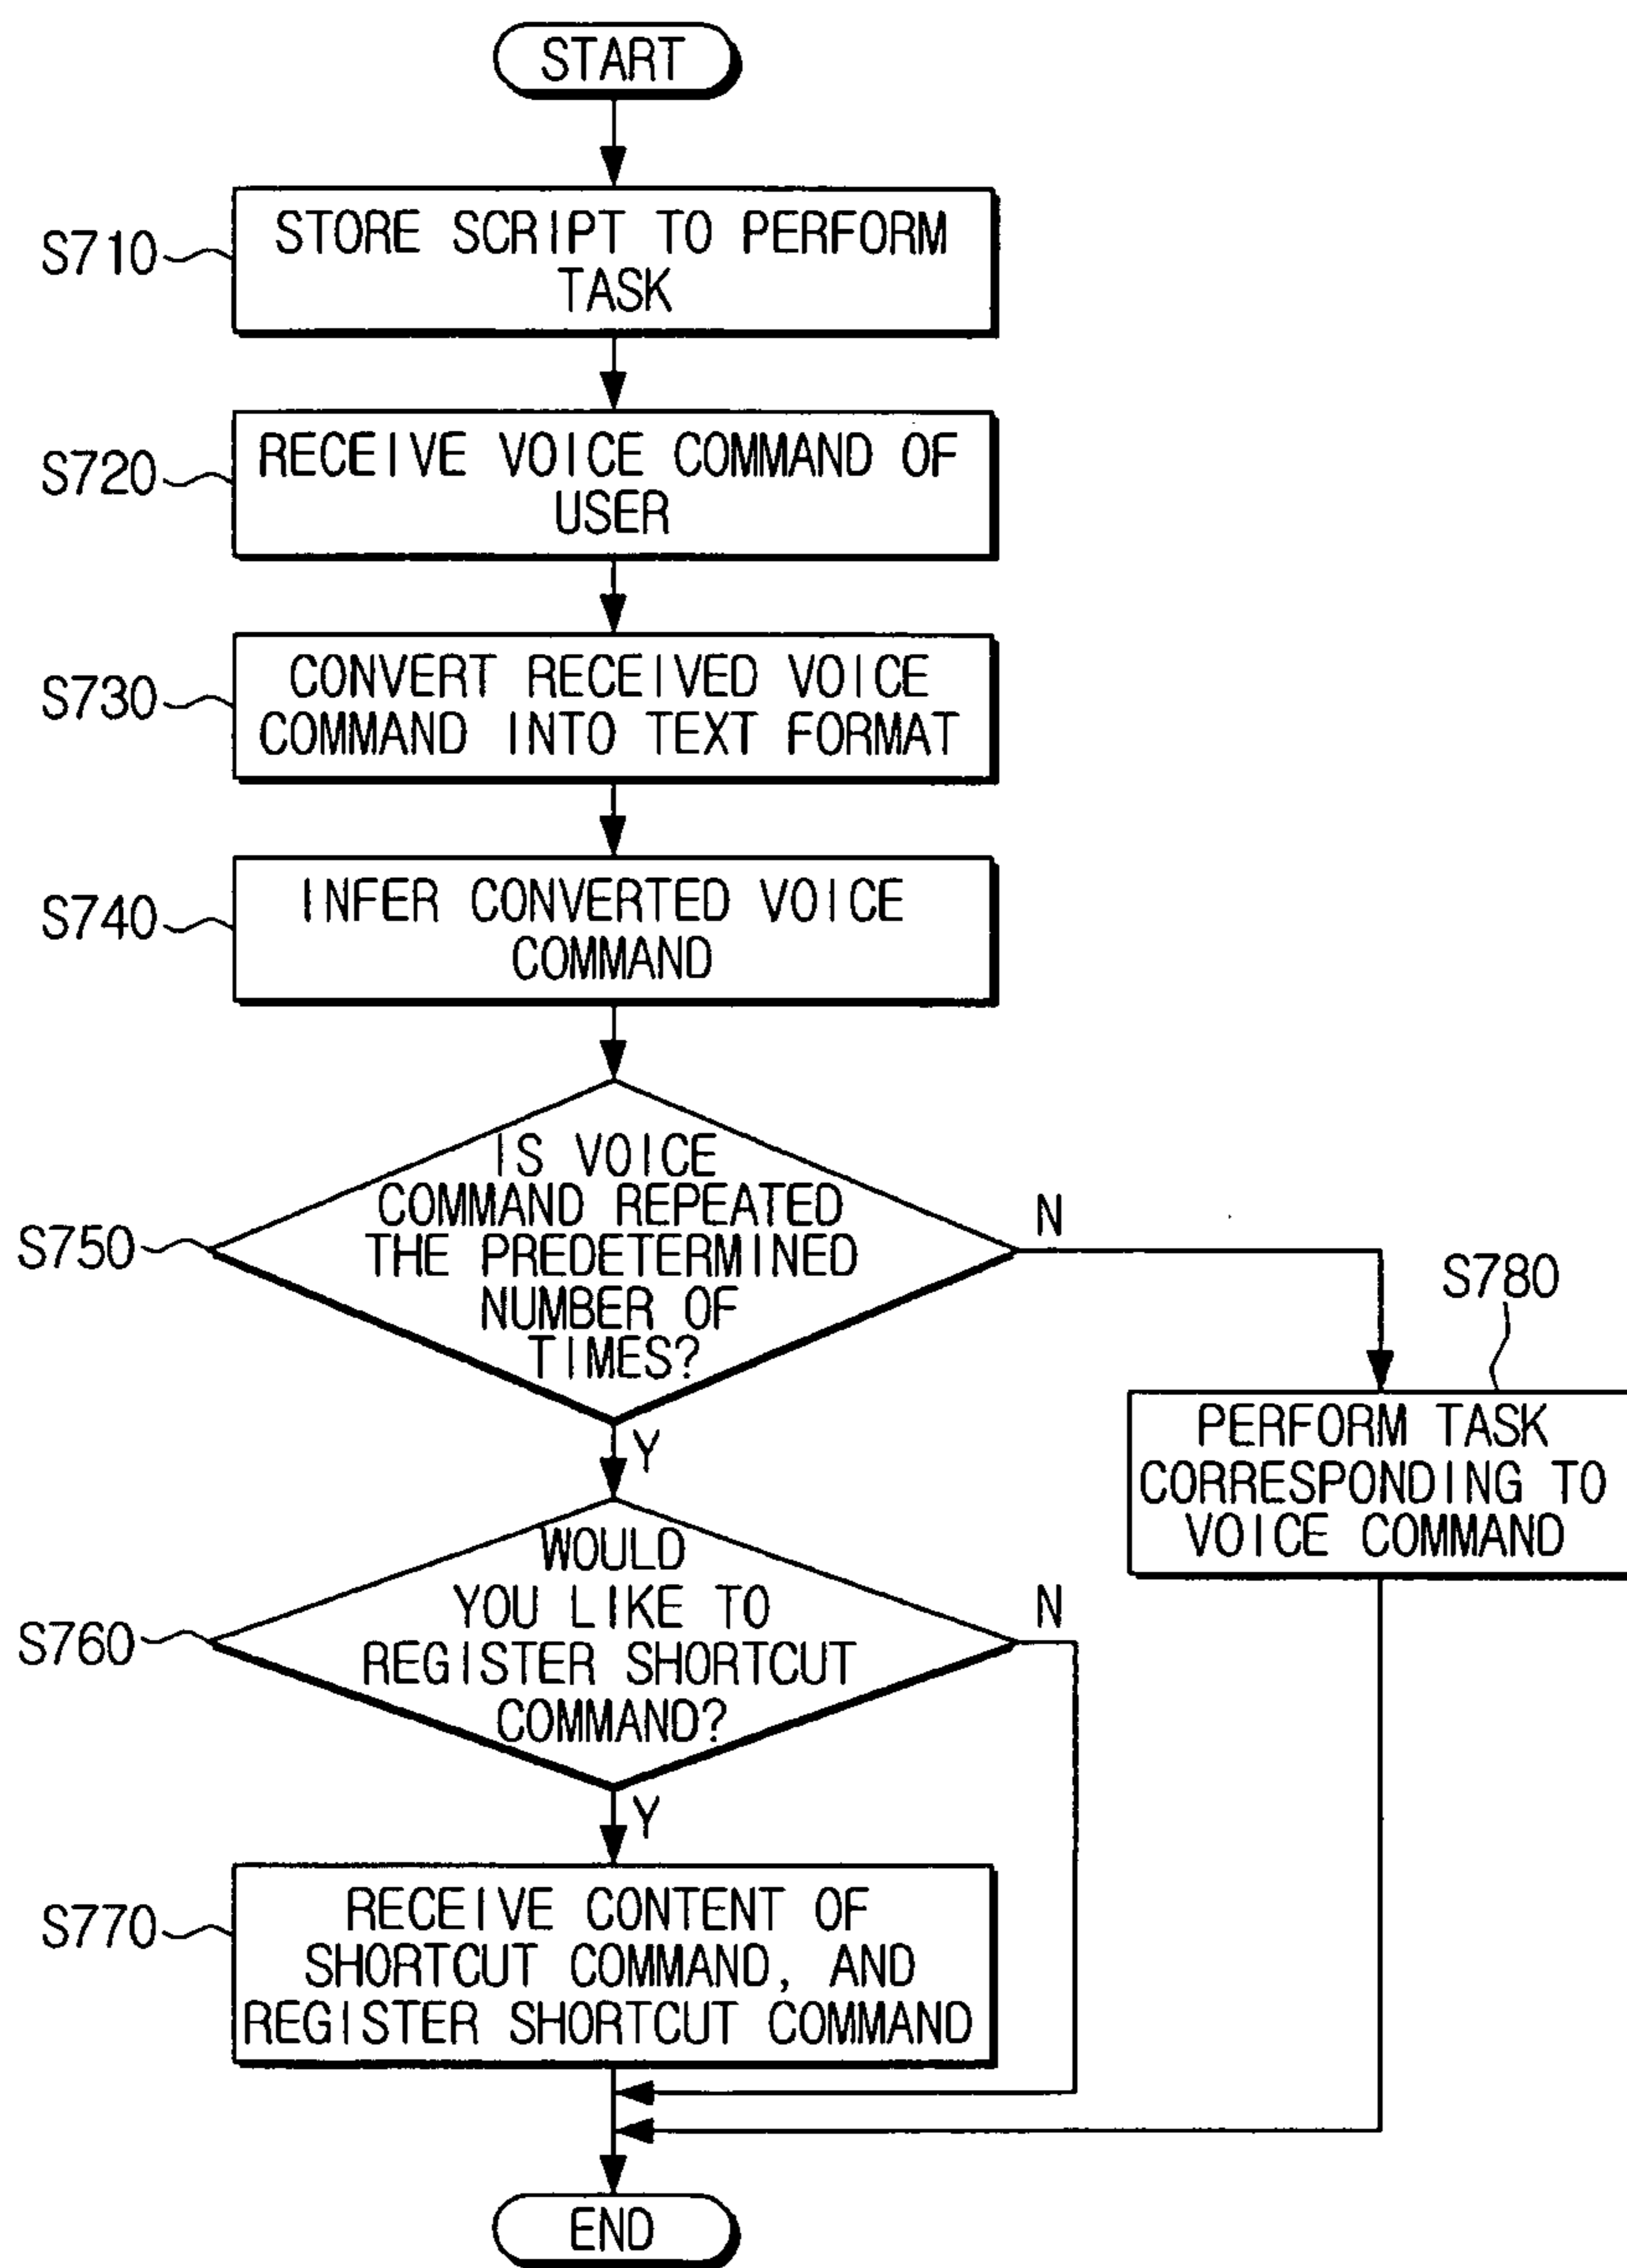 START
S710
STORE SCRIPT TO PERFORM
TASK
S720
RECEIVE VOICE COMMAND OF
USER
S730
CONVERT RECEIVED VOICE
COMMAND INTO TEXT FORMAT
S740
INFER CONVERTED VOICE
COMMAND
S750
IS VOICE
COMMAND REPEATED
THE PREDETERMINED
NUMBER OF
TIMES?
N
Y
S780
PERFORM TASK
CORRESPONDING TO
VOICE COMMAND
S760
WOULD
YOU LIKE TO
REGISTER SHORTCUT
COMMAND?
N
Y
S770
RECEIVE CONTENT OF
SHORTCUT COMMAND, AND
REGISTER SHORTCUT COMMAND
END